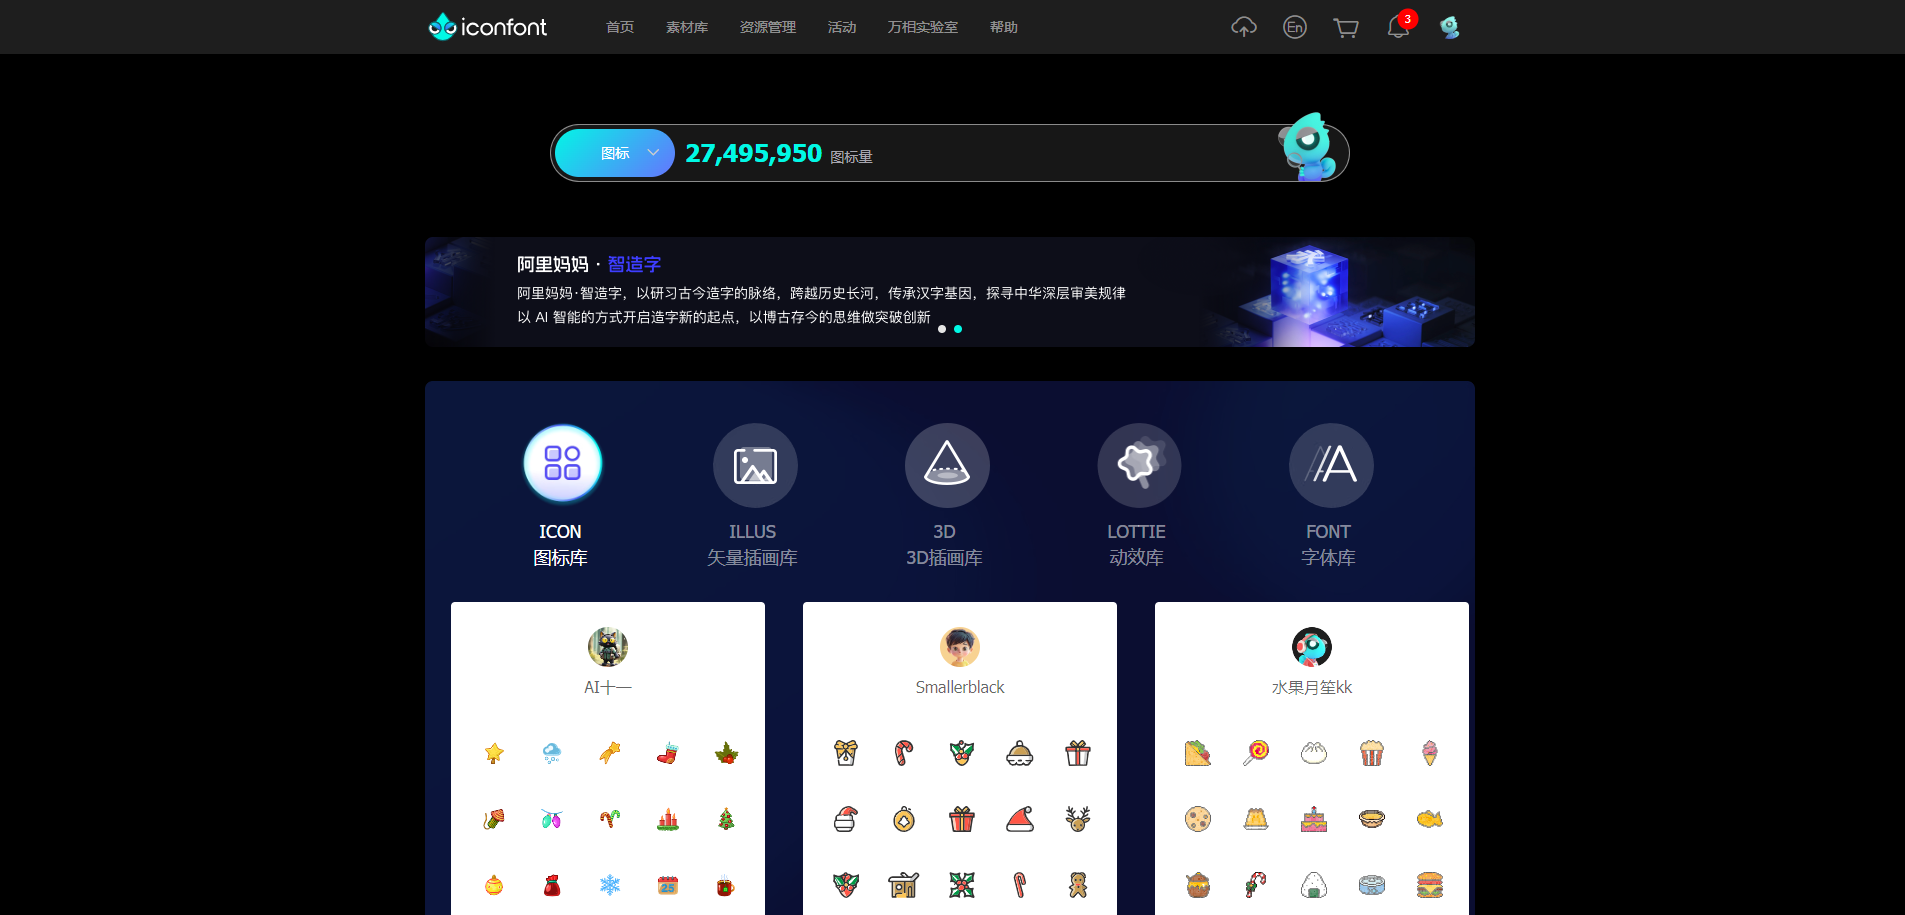 iconfont
首页 素材库 资源管理 活动 万相实验室 帮助
En
3
图标 27,495,950 图标量
阿里妈妈·智造字
阿里妈妈·智造字，以研习古今造字的脉络，跨越历史长河，传承汉字基因，探寻中华深层审美规律
以 AI 智能的方式开启造字新的起点，以博古存今的思维做突破创新
ICON ILLUS 3D LOTTIE FONT
图标库 矢量插画库 3D插画库 动效库 字体库
AI十一 Smallerblack 水果月笙kk
25